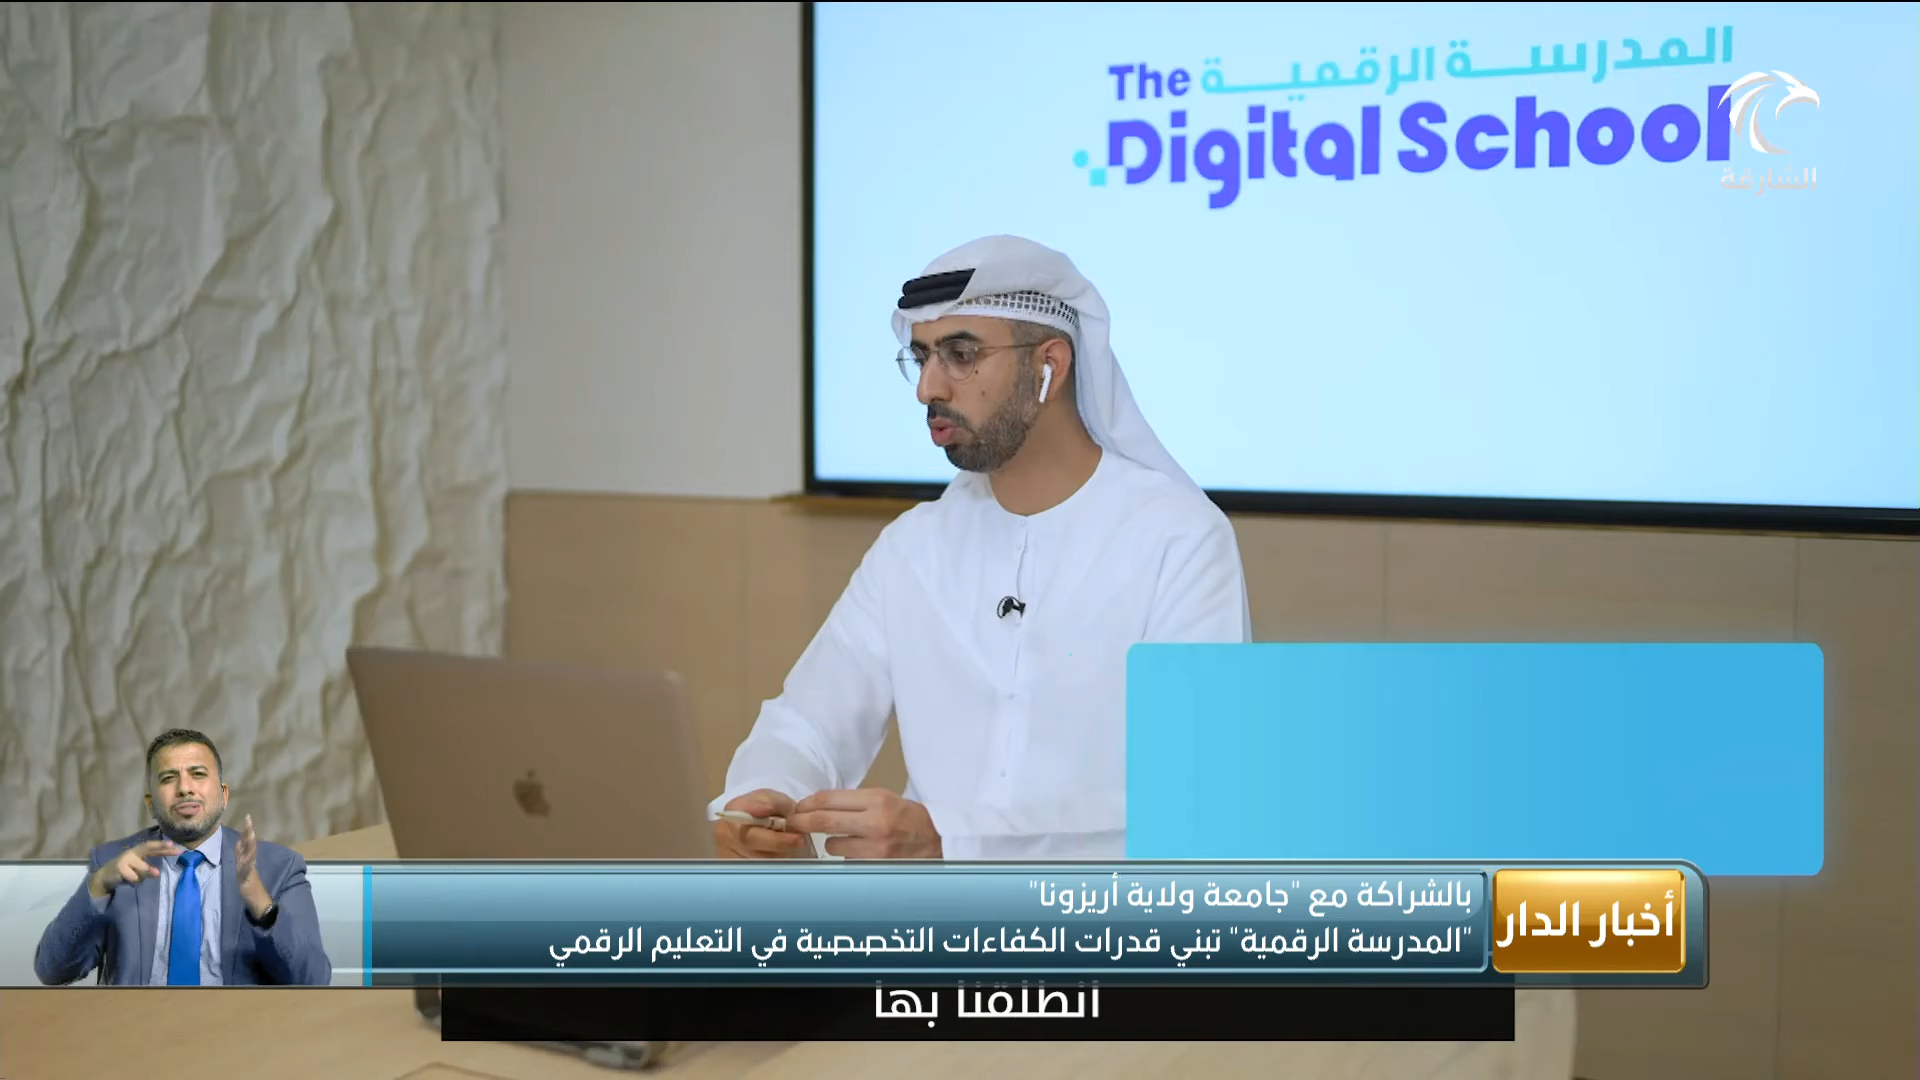 المدرسة الرقمية
The
Digital School
الشارقة
بالشراكة مع "جامعة ولاية أريزونا"
أخبار الدار
"المدرسة الرقمية" تبني قدرات الكفاءات التخصصية في التعليم الرقمي
انطلقنا بها